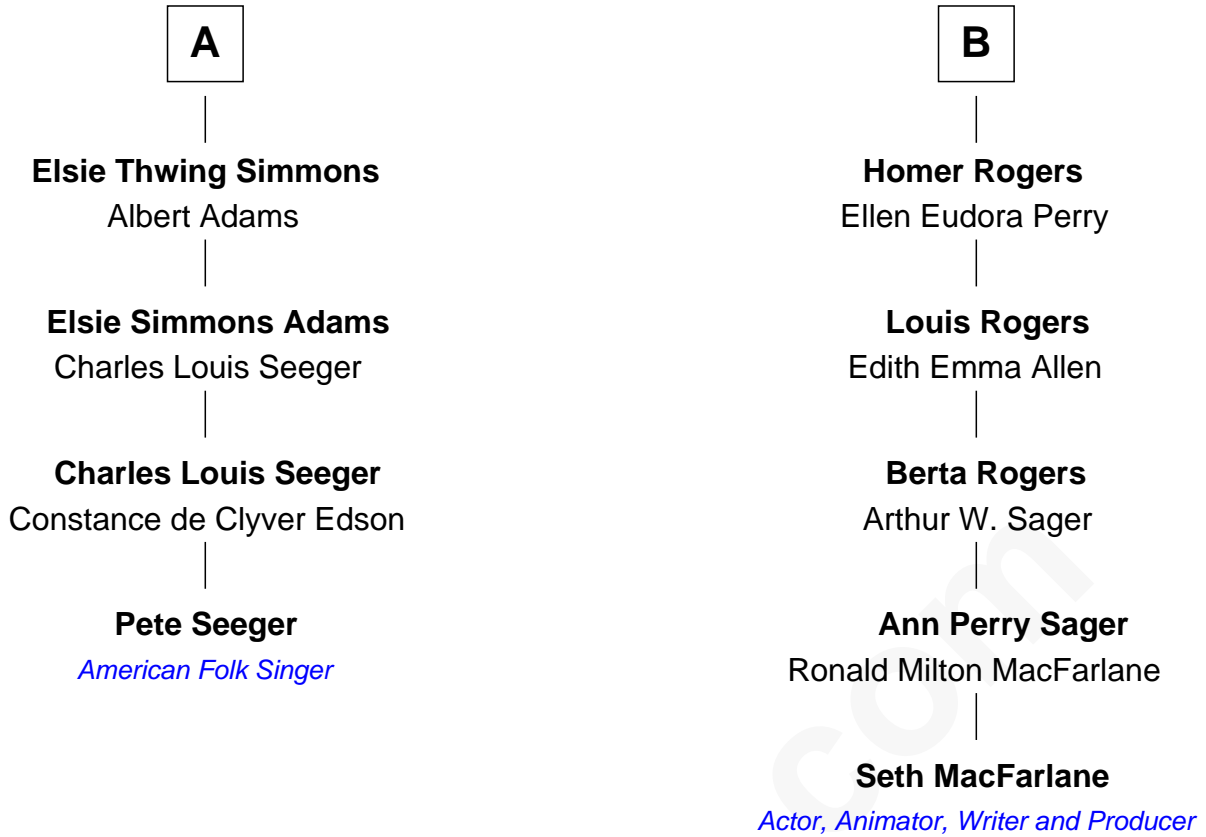 A
Elsie Thwing Simmons
Albert Adams
Elsie Simmons Adams
Charles Louis Seeger
Charles Louis Seeger
Constance de Clyver Edson
Pete Seeger
American Folk Singer
B
Homer Rogers
Ellen Eudora Perry
Louis Rogers
Edith Emma Allen
Berta Rogers
Arthur W. Sager
Ann Perry Sager
Ronald Milton MacFarlane
Seth MacFarlane
Actor, Animator, Writer and Producer
com